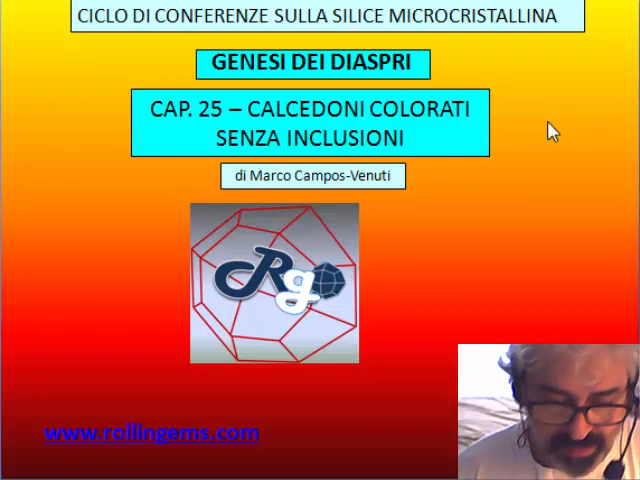 CICLO DI CONFERENZE SULLA SILICE MICROCRISTALLINA
GENESI DEI DIASPRI
CAP. 25 – CALCEDONI COLORATI
SENZA INCLUSIONI
di Marco Campos-Venuti
Rg
www.rollingems.com